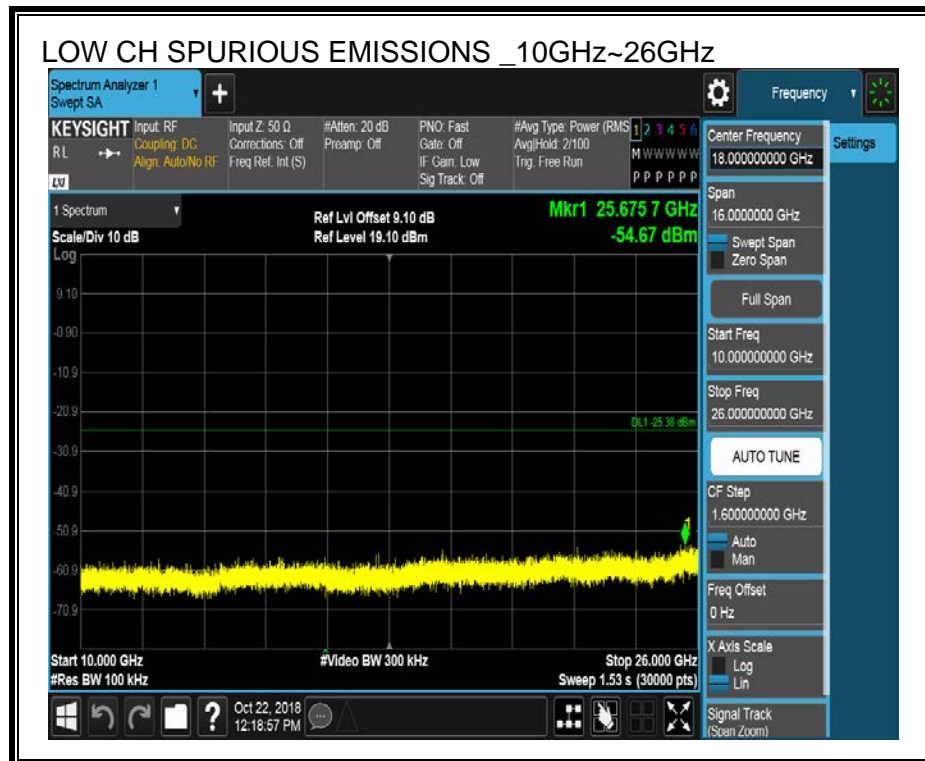 LOW CH SPURIOUS EMISSIONS _10GHz~26GHz
Spectrum Analyzer 1
Swept SA
+
Frequency
KEYSIGHT
RL
LXI
Input: RF
Coupling: DC
Align: Auto/No RF
Input Z: 50 Ω
Corrections: Off
Freq Ref: Int (S)
#Atten: 20 dB
Preamp: Off
PNO: Fast
Gate: Off
IF Gain: Low
Sig Track: Off
#Avg Type: Power (RMS
Avg|Hold: 2/100
Trig: Free Run
1 2 3 4 5 6
M W W W W W
P P P P P P
1 Spectrum
Scale/Div 10 dB
Log
Ref Lvl Offset 9.10 dB
Ref Level 19.10 dBm
Mkr1 25.675 7 GHz
-54.67 dBm
9.10
-0.90
-10.9
-20.9
DL1 -25.38 dBm
-30.9
-40.9
-50.9
1
-60.9
-70.9
Start 10.000 GHz
#Res BW 100 kHz
#Video BW 300 kHz
Stop 26.000 GHz
Sweep 1.53 s (30000 pts)
Center Frequency
18.000000000 GHz
Settings
Span
16.0000000 GHz
Swept Span
Zero Span
Full Span
Start Freq
10.000000000 GHz
Stop Freq
26.000000000 GHz
AUTO TUNE
CF Step
1.600000000 GHz
Auto
Man
Freq Offset
0 Hz
X Axis Scale
Log
Lin
Signal Track
(Span Zoom)
?
Oct 22, 2018
12:18:57 PM